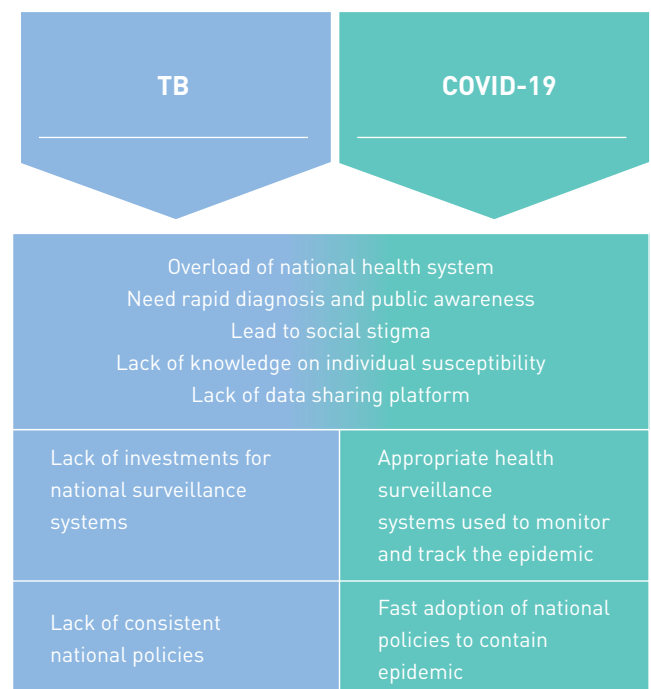 TB
COVID-19
Overload of national health system
Need rapid diagnosis and public awareness
Lead to social stigma
Lack of knowledge on individual susceptibility
Lack of data sharing platform
Lack of investments for
national surveillance
systems
Appropriate health
surveillance
systems used to monitor
and track the epidemic
Lack of consistent
national policies
Fast adoption of national
policies to contain
epidemic